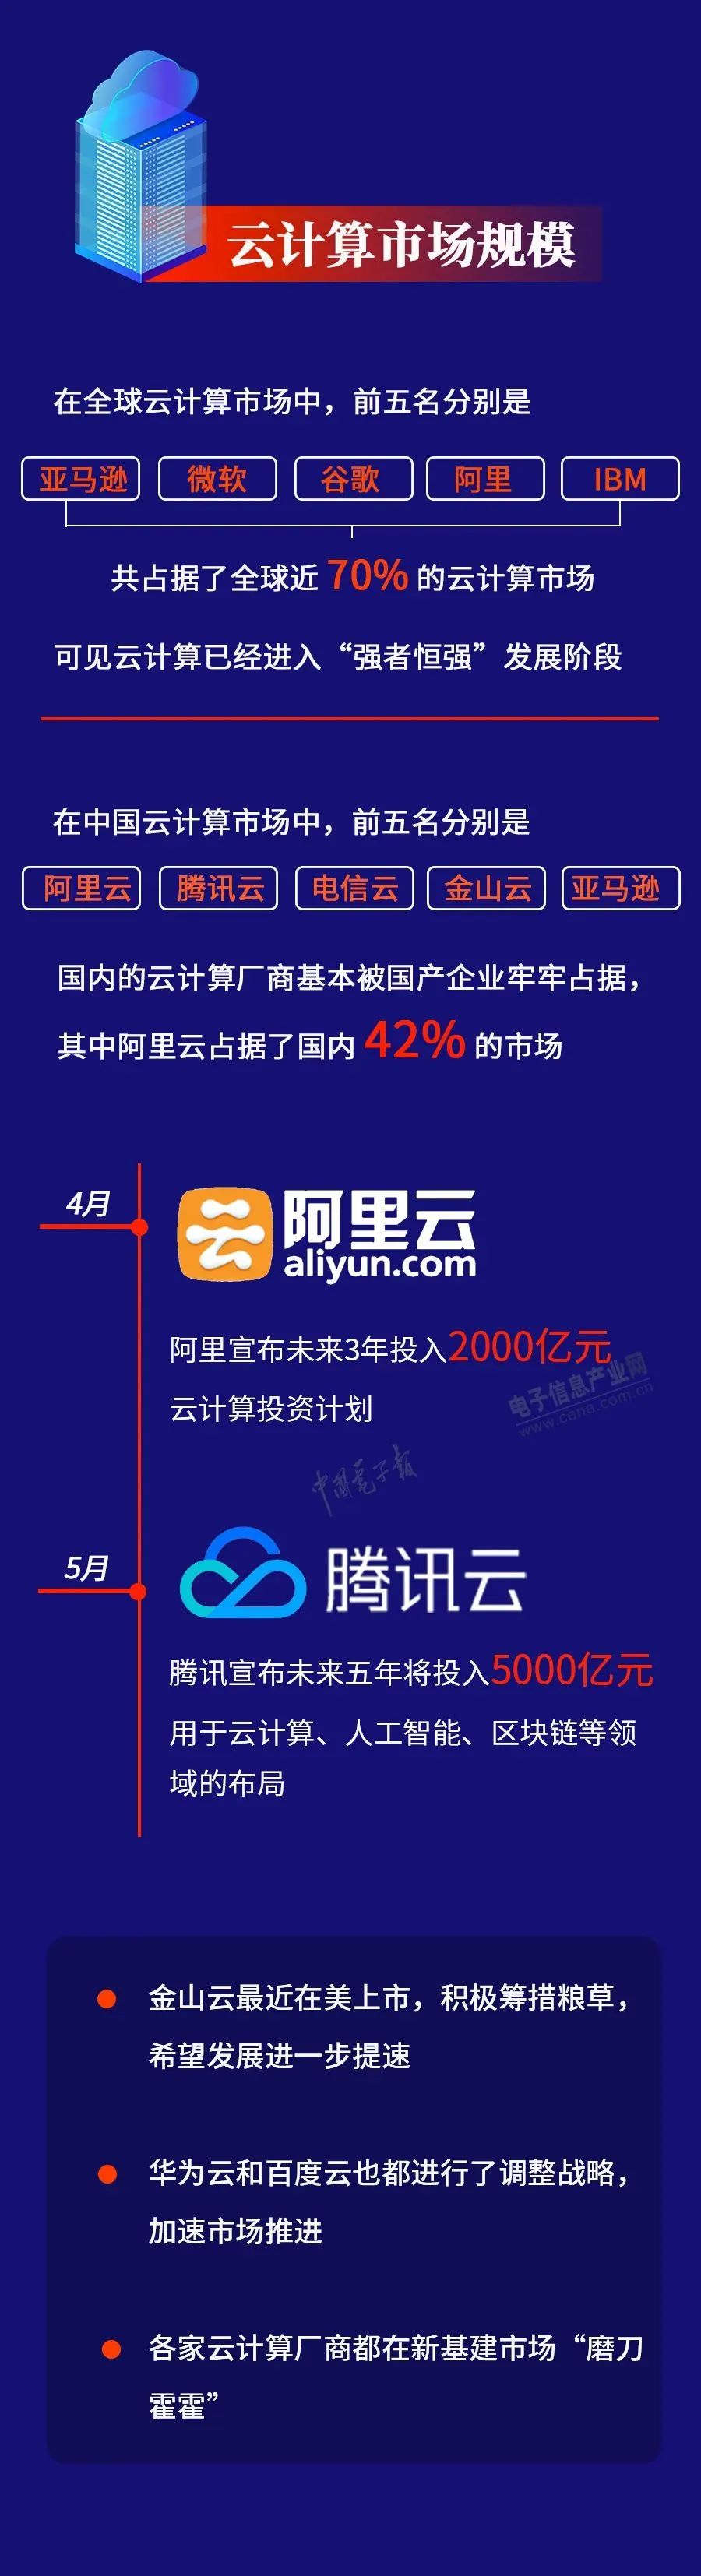 云计算市场规模
在全球云计算市场中，前五名分别是
亚马逊 微软 谷歌 阿里 IBM
共占据了全球近 70% 的云计算市场
可见云计算已经进入“强者恒强”发展阶段
在中国云计算市场中，前五名分别是
阿里云 腾讯云 电信云 金山云 亚马逊
国内的云计算厂商基本被国产企业牢牢占据，
其中阿里云占据了国内 42% 的市场
4月
阿里云
aliyun.com
阿里宣布未来3年投入2000亿元
云计算投资计划
电子信息产业网
www.cena.com.cn
中國電子報
5月
腾讯云
腾讯宣布未来五年将投入5000亿元
用于云计算、人工智能、区块链等领
域的布局
金山云最近在美上市，积极筹措粮草，
希望发展进一步提速
华为云和百度云也都进行了调整战略，
加速市场推进
各家云计算厂商都在新基建市场“磨刀
霍霍”